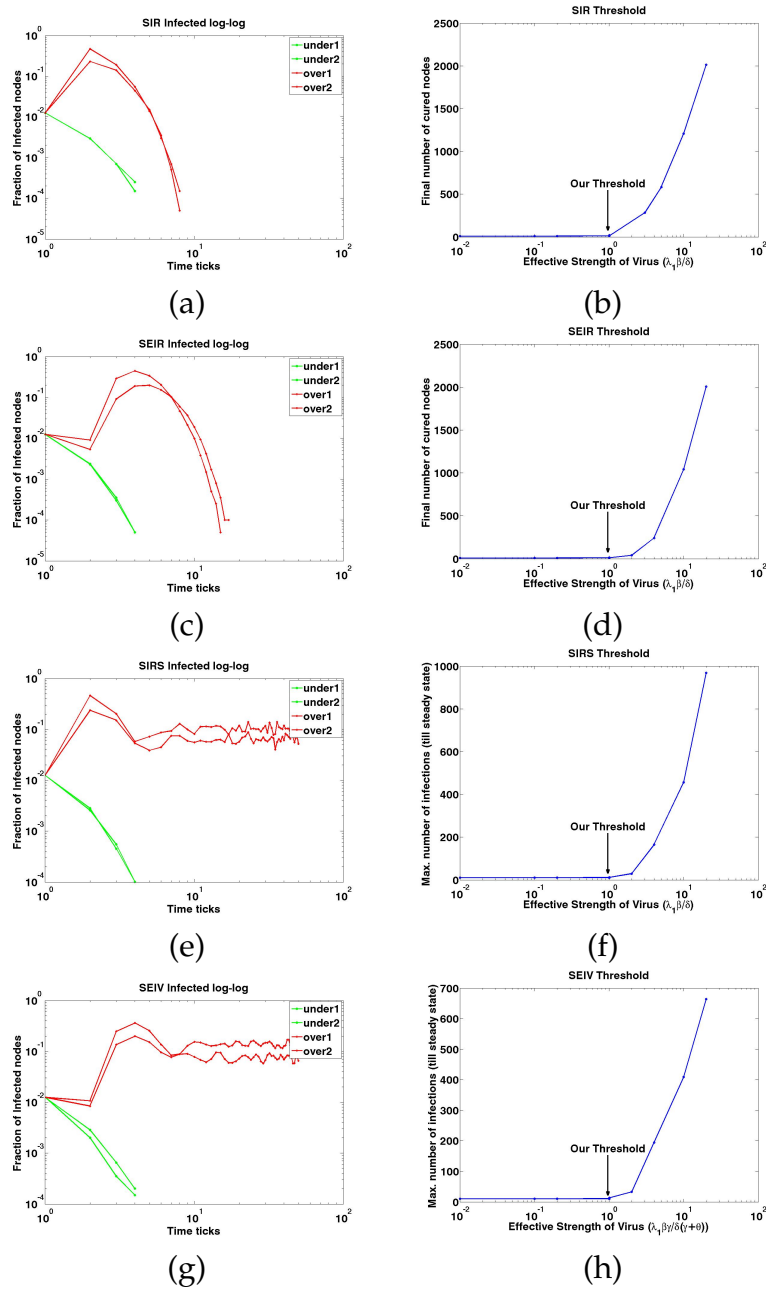 SIR Infected log-log
10^0
10^-1
10^-2
10^-3
10^-4
10^-5
Fraction of Infected nodes
under1
under2
over1
over2
10^0 10^1 10^2
Time ticks
(a)
SIR Threshold
2500
2000
1500
1000
500
0
Final number of cured nodes
Our Threshold
10^-2 10^-1 10^0 10^1 10^2
Effective Strength of Virus (λ₁β/δ)
(b)
SEIR Infected log-log
10^0
10^-1
10^-2
10^-3
10^-4
10^-5
Fraction of Infected nodes
under1
under2
over1
over2
10^0 10^1 10^2
Time ticks
(c)
SEIR Threshold
2500
2000
1500
1000
500
0
Final number of cured nodes
Our Threshold
10^-2 10^-1 10^0 10^1 10^2
Effective Strength of Virus (λ₁β/δ)
(d)
SIRS Infected log-log
10^0
10^-1
10^-2
10^-3
10^-4
Fraction of Infected nodes
under1
under2
over1
over2
10^0 10^1 10^2
Time ticks
(e)
SIRS Threshold
1000
800
600
400
200
0
Max. number of infections (till steady state)
Our Threshold
10^-2 10^-1 10^0 10^1 10^2
Effective Strength of Virus (λ₁β/δ)
(f)
SEIV Infected log-log
10^0
10^-1
10^-2
10^-3
10^-4
Fraction of Infected nodes
under1
under2
over1
over2
10^0 10^1 10^2
Time ticks
(g)
SEIV Threshold
700
600
500
400
300
200
100
0
Max. number of infections (till steady state)
Our Threshold
10^-2 10^-1 10^0 10^1 10^2
Effective Strength of Virus (λ₁βγ/δ(γ+θ))
(h)